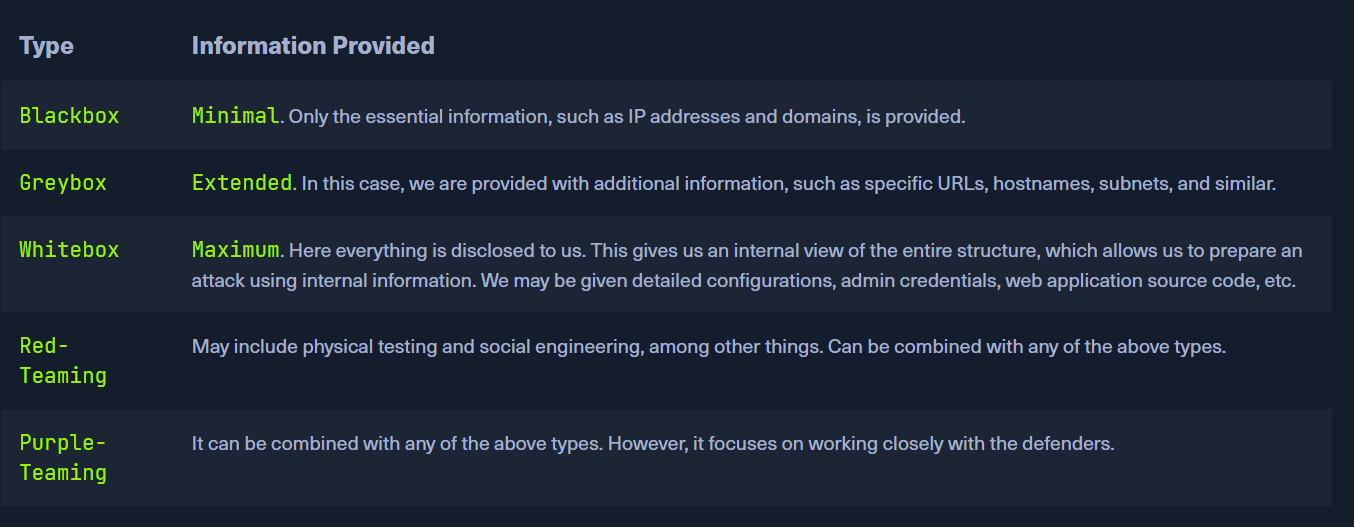 Type Information Provided
Blackbox Minimal. Only the essential information, such as IP addresses and domains, is provided.
Greybox Extended. In this case, we are provided with additional information, such as specific URLs, hostnames, subnets, and similar.
Whitebox Maximum. Here everything is disclosed to us. This gives us an internal view of the entire structure, which allows us to prepare an
attack using internal information. We may be given detailed configurations, admin credentials, web application source code, etc.
Red-
Teaming
May include physical testing and social engineering, among other things. Can be combined with any of the above types.
Purple-
Teaming
It can be combined with any of the above types. However, it focuses on working closely with the defenders.